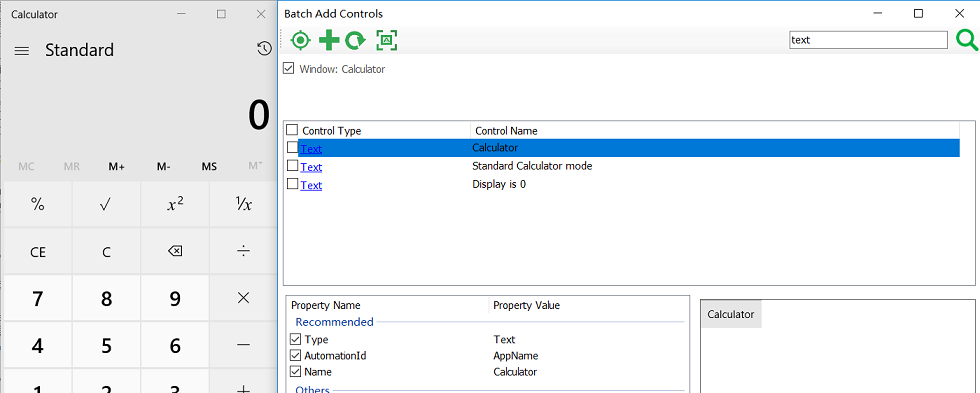 Calculator
Standard
0
MC MR M+ M- MS M˅
% √ x² ¹/x
CE C ÷
7 8 9 ×
4 5 6 −
1 2 3 +
Batch Add Controls
text
Window: Calculator
Control Type Control Name
Text Calculator
Text Standard Calculator mode
Text Display is 0
Property Name Property Value
Recommended
Type Text
AutomationId AppName
Name Calculator
Others
Calculator